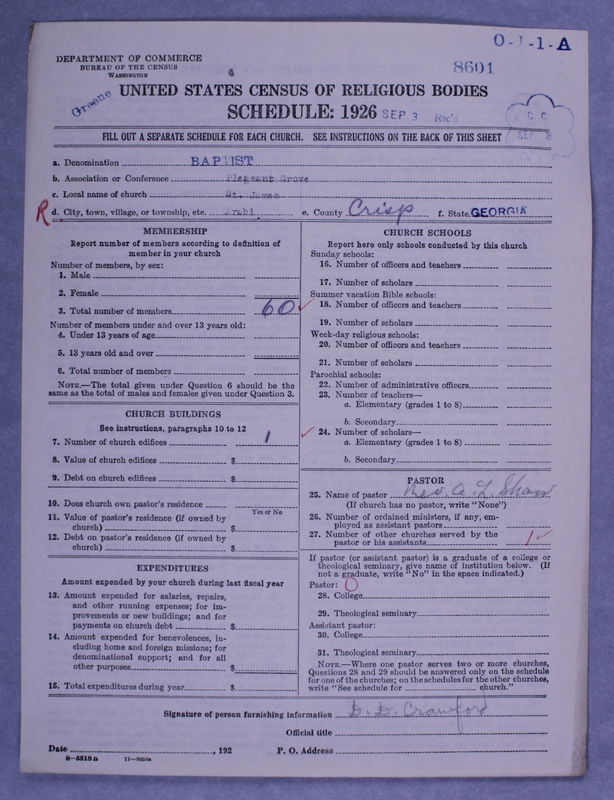 O-1-1-A
DEPARTMENT OF COMMERCE
BUREAU OF THE CENSUS
WASHINGTON
8601
Greene
UNITED STATES CENSUS OF RELIGIOUS BODIES
SCHEDULE: 1926 SEP 3 Rec'd
FILL OUT A SEPARATE SCHEDULE FOR EACH CHURCH. SEE INSTRUCTIONS ON THE BACK OF THIS SHEET
SEP 8
a. Denomination BAPTIST
b. Association or Conference Pleasant Grove
c. Local name of church St. James
R d. City, town, village, or township, etc. Arabi e. County Crisp f. State GEORGIA
MEMBERSHIP
Report number of members according to definition of
member in your church
Number of members, by sex:
1. Male
2. Female
3. Total number of members 60
Number of members under and over 13 years old:
4. Under 13 years of age
5. 13 years old and over
6. Total number of members
NOTE.—The total given under Question 6 should be the
same as the total of males and females given under Question 3.
CHURCH BUILDINGS
See instructions, paragraphs 10 to 12
7. Number of church edifices 1
8. Value of church edifices $
9. Debt on church edifices $
10. Does church own pastor's residence
Yes or No
11. Value of pastor's residence (if owned by
church) $
12. Debt on pastor's residence (if owned by
church) $
EXPENDITURES
Amount expended by your church during last fiscal year
13. Amount expended for salaries, repairs,
and other running expenses; for im-
provements or new buildings; and for
payments on church debt $
14. Amount expended for benevolences, in-
cluding home and foreign missions; for
denominational support; and for all
other purposes $
15. Total expenditures during year $
CHURCH SCHOOLS
Report here only schools conducted by this church
Sunday schools:
16. Number of officers and teachers
17. Number of scholars
Summer vacation Bible schools:
18. Number of officers and teachers
19. Number of scholars
Week-day religious schools:
20. Number of officers and teachers
21. Number of scholars
Parochial schools:
22. Number of administrative officers
23. Number of teachers—
a. Elementary (grades 1 to 8)
b. Secondary
24. Number of scholars—
a. Elementary (grades 1 to 8)
b. Secondary
PASTOR
25. Name of pastor Rev. A. L. Shaw
(If church has no pastor, write "None")
26. Number of ordained ministers, if any, em-
ployed as assistant pastors
27. Number of other churches served by the
pastor or his assistants 1
If pastor (or assistant pastor) is a graduate of a college or
theological seminary, give name of institution below. (If
not a graduate, write "No" in the space indicated.)
Pastor: 0
28. College
29. Theological seminary
Assistant pastor:
30. College
31. Theological seminary
NOTE.—Where one pastor serves two or more churches,
Questions 28 and 29 should be answered only on the schedule
for one of the churches; on the schedules for the other churches,
write "See schedule for church."
Signature of person furnishing information D. D. Crawford
Official title
Date , 192 P. O. Address
8—5518a